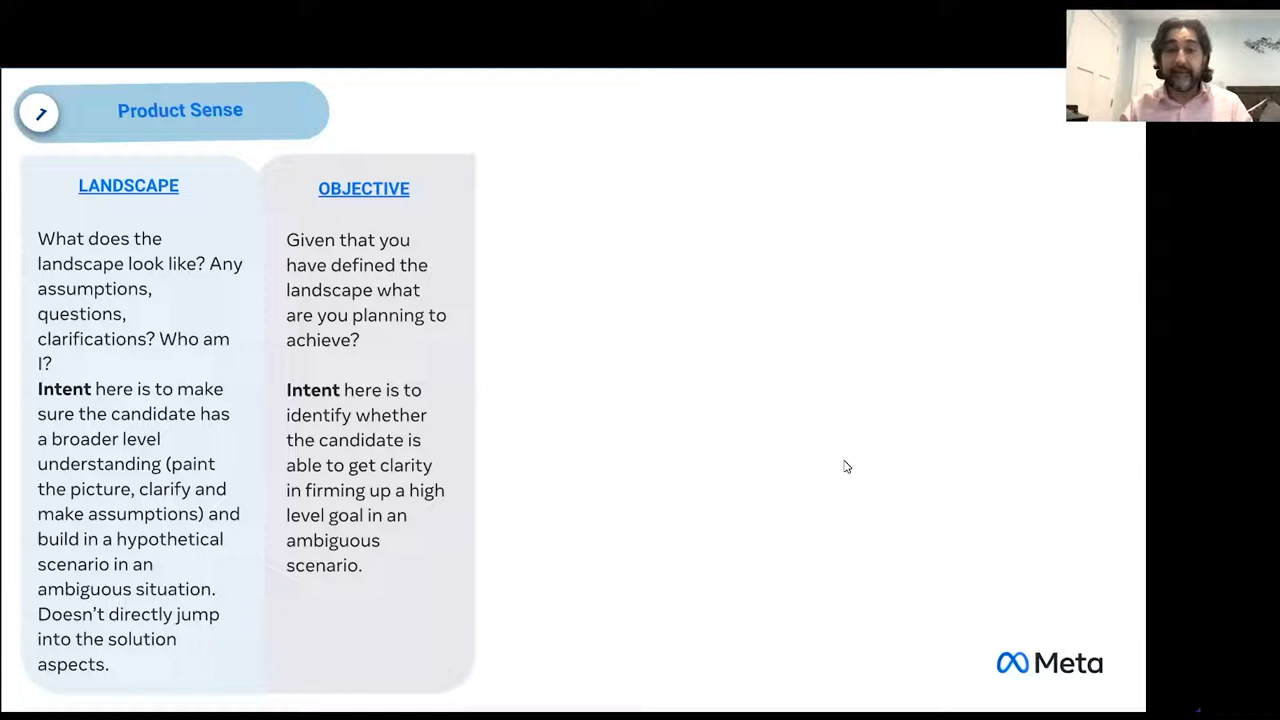 1
Product Sense
LANDSCAPE
What does the
landscape look like? Any
assumptions,
questions,
clarifications? Who am
I?
Intent here is to make
sure the candidate has
a broader level
understanding (paint
the picture, clarify and
make assumptions) and
build in a hypothetical
scenario in an
ambiguous situation.
Doesn’t directly jump
into the solution
aspects.
OBJECTIVE
Given that you
have defined the
landscape what
are you planning to
achieve?
Intent here is to
identify whether
the candidate is
able to get clarity
in firming up a high
level goal in an
ambiguous
scenario.
Meta